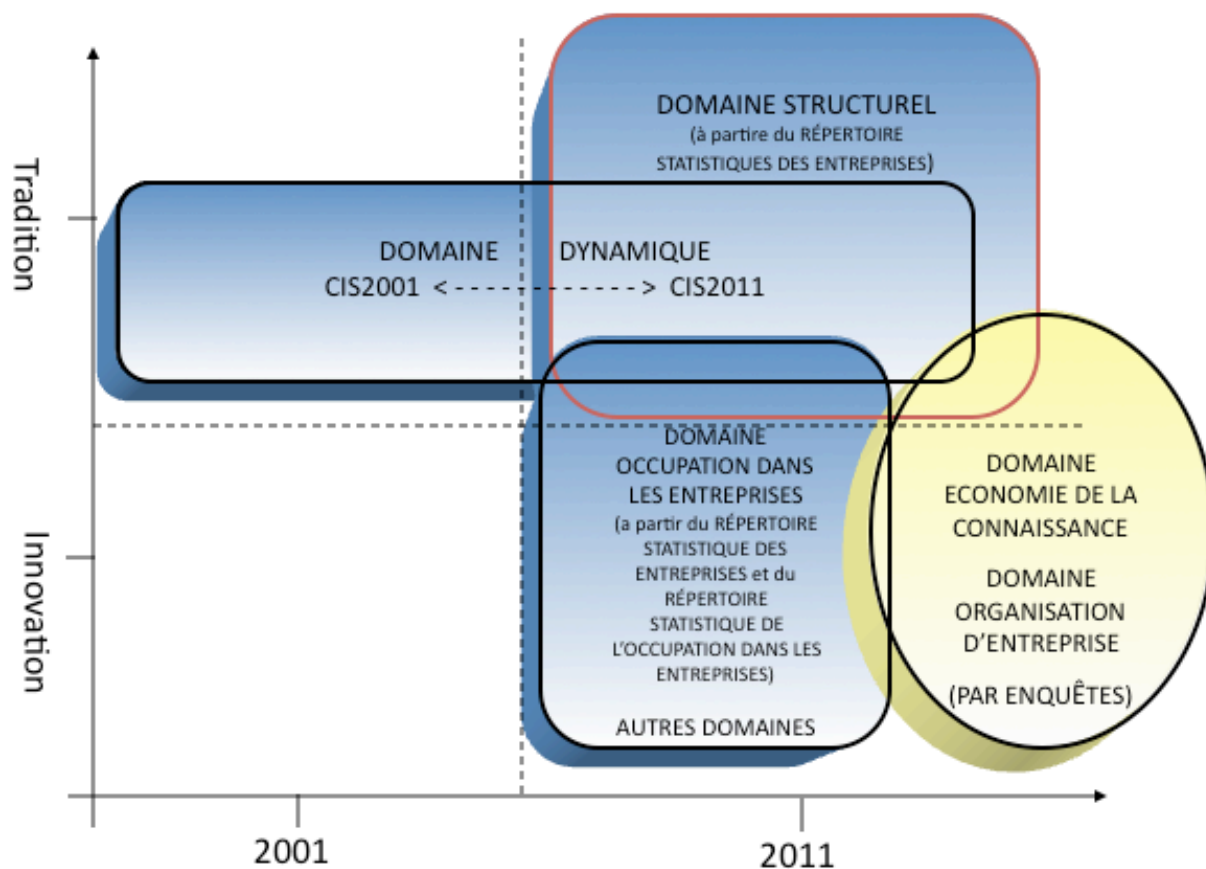 Tradition
Innovation
DOMAINE STRUCTUREL
(à partire du RÉPERTOIRE
STATISTIQUES DES ENTREPRISES)
DOMAINE DYNAMIQUE
CIS2001 <- - - - - - - - - - - -> CIS2011
DOMAINE
OCCUPATION DANS
LES ENTREPRISES
(a partir du RÉPERTOIRE
STATISTIQUE DES
ENTREPRISES et du
RÉPERTOIRE
STATISTIQUE DE
L'OCCUPATION DANS LES
ENTREPRISES)
AUTRES DOMAINES
DOMAINE
ECONOMIE DE LA
CONNAISSANCE
DOMAINE
ORGANISATION
D'ENTREPRISE
(PAR ENQUÊTES)
2001
2011